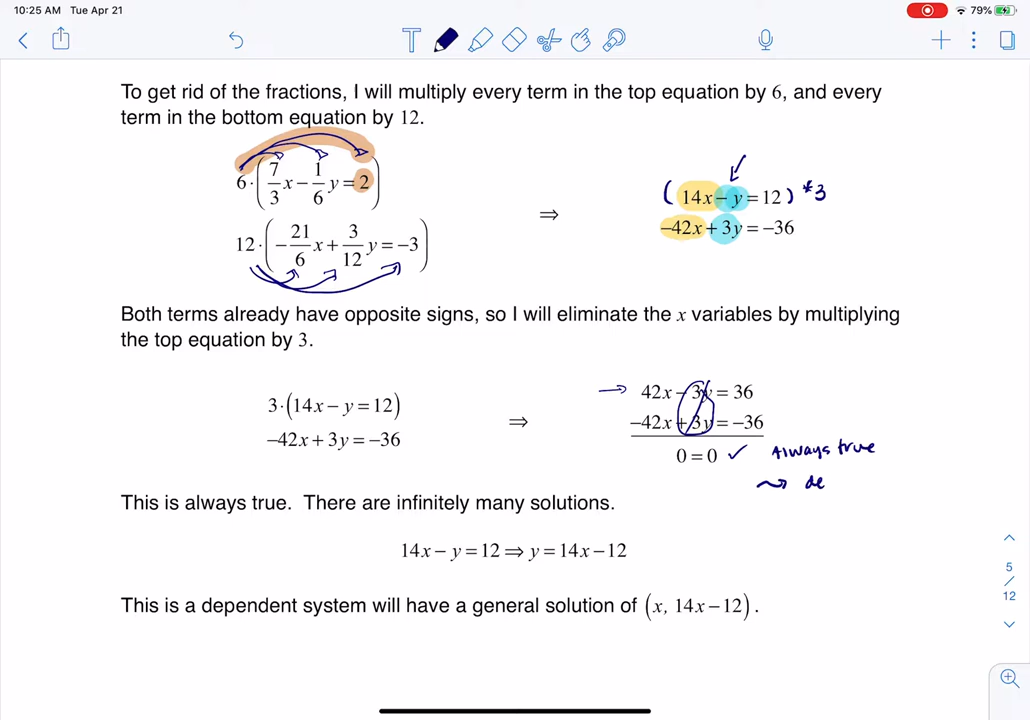 10:25 AM Tue Apr 21
79%
To get rid of the fractions, I will multiply every term in the top equation by 6, and every
term in the bottom equation by 12.
6·(7/3 x − 1/6 y = 2)
12·(−21/6 x + 3/12 y = −3)
⇒
(14x − y = 12) *3
−42x + 3y = −36
Both terms already have opposite signs, so I will eliminate the x variables by multiplying
the top equation by 3.
3·(14x − y = 12)
−42x + 3y = −36
⇒
→ 42x − 3y = 36
−42x + 3y = −36
0 = 0 ✓ Always true
⇝ de
This is always true. There are infinitely many solutions.
14x − y = 12 ⇒ y = 14x − 12
This is a dependent system will have a general solution of (x, 14x − 12).
5
/
12